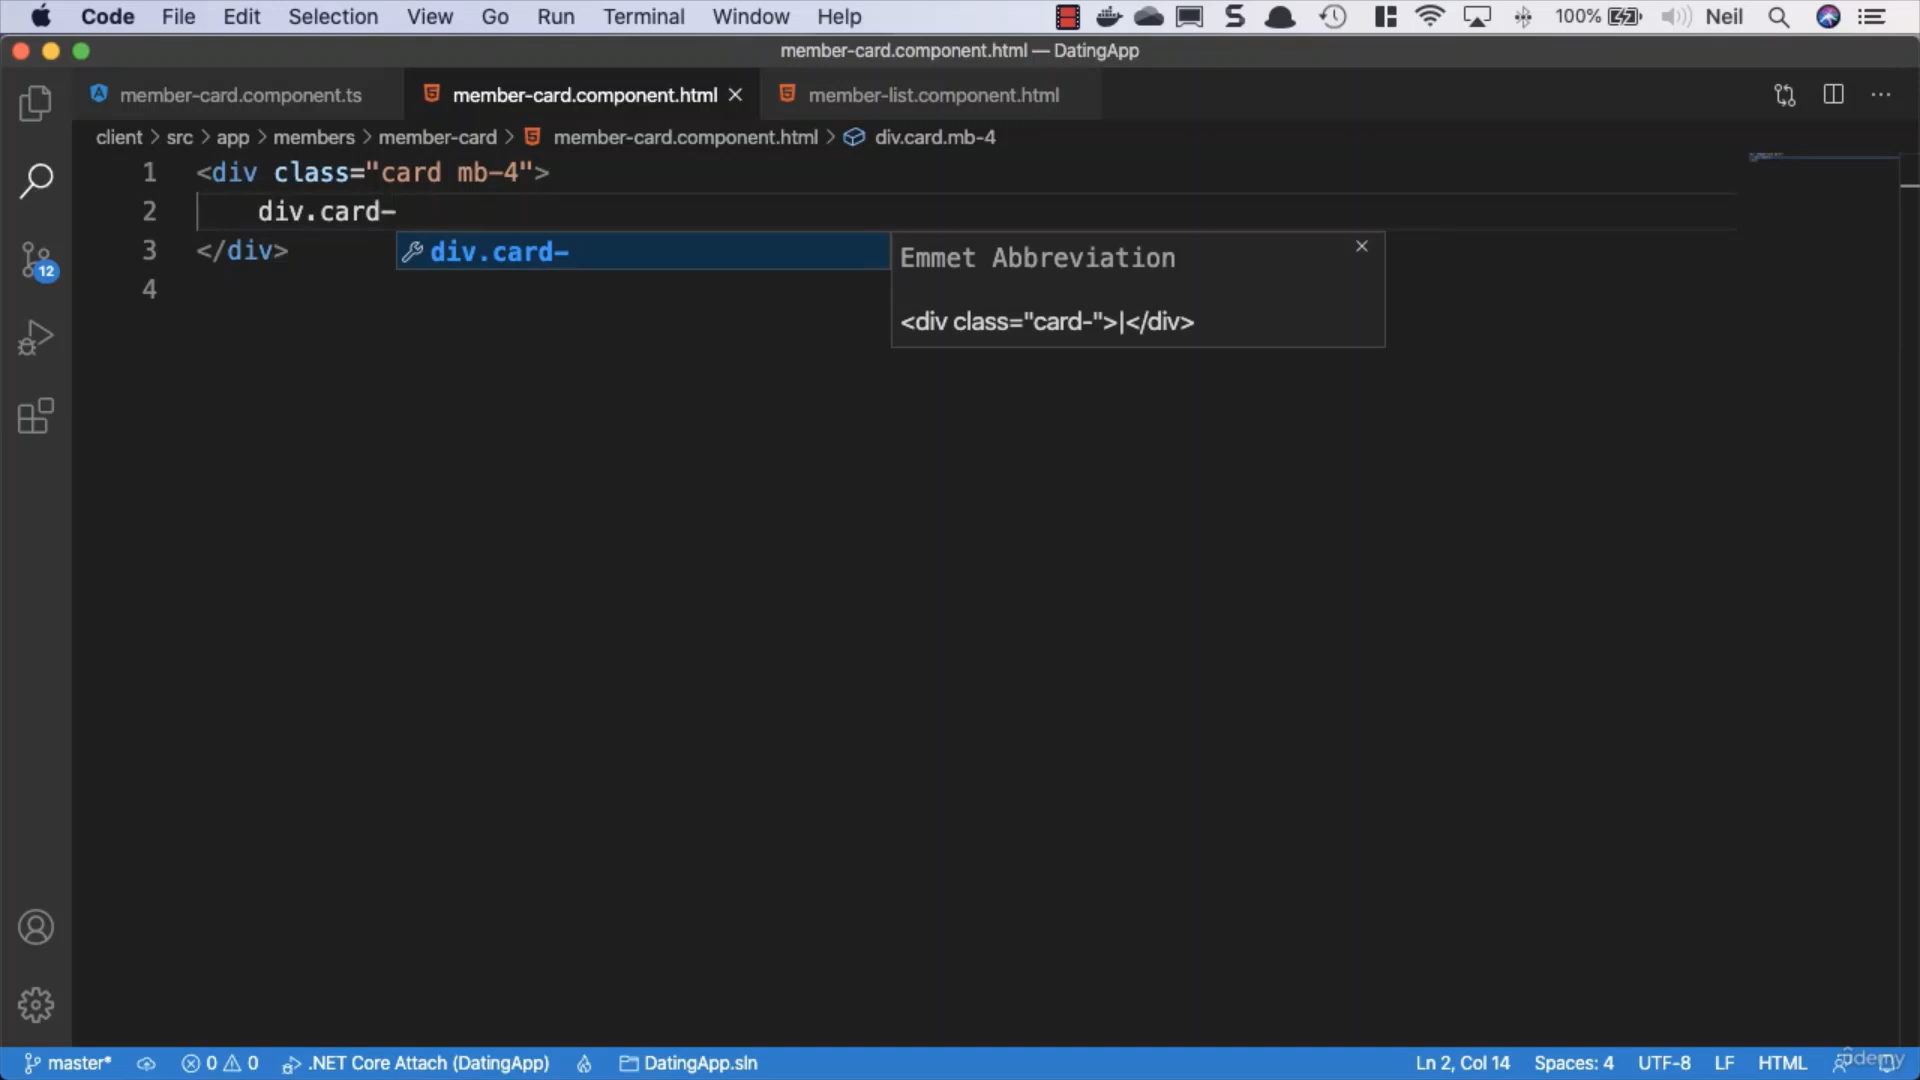 Code File Edit Selection View Go Run Terminal Window Help 100% Neil
member-card.component.html — DatingApp
member-card.component.ts member-card.component.html member-list.component.html
client > src > app > members > member-card > member-card.component.html > div.card.mb-4
1 <div class="card mb-4">
2 div.card-
3 </div>
4
div.card-
Emmet Abbreviation
<div class="card-">|</div>
12
master* 0 0 .NET Core Attach (DatingApp) DatingApp.sln Ln 2, Col 14 Spaces: 4 UTF-8 LF HTML
udemy